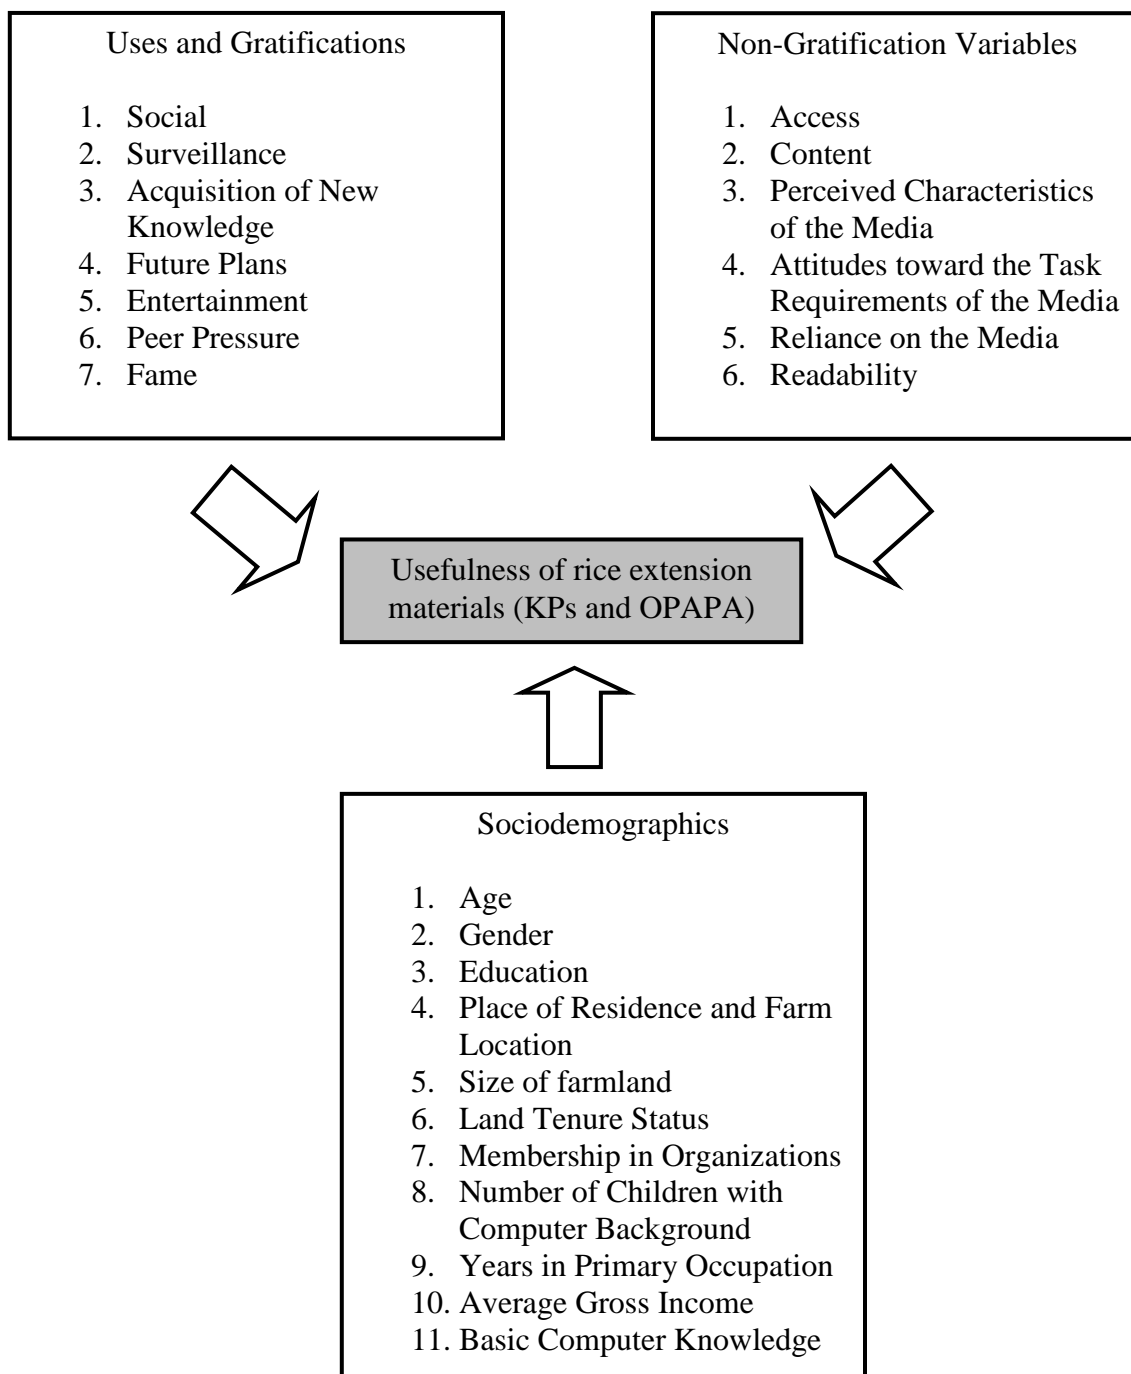 Uses and Gratifications
1. Social
2. Surveillance
3. Acquisition of New
Knowledge
4. Future Plans
5. Entertainment
6. Peer Pressure
7. Fame
Non-Gratification Variables
1. Access
2. Content
3. Perceived Characteristics
of the Media
4. Attitudes toward the Task
Requirements of the Media
5. Reliance on the Media
6. Readability
Usefulness of rice extension
materials (KPs and OPAPA)
Sociodemographics
1. Age
2. Gender
3. Education
4. Place of Residence and Farm
Location
5. Size of farmland
6. Land Tenure Status
7. Membership in Organizations
8. Number of Children with
Computer Background
9. Years in Primary Occupation
10. Average Gross Income
11. Basic Computer Knowledge